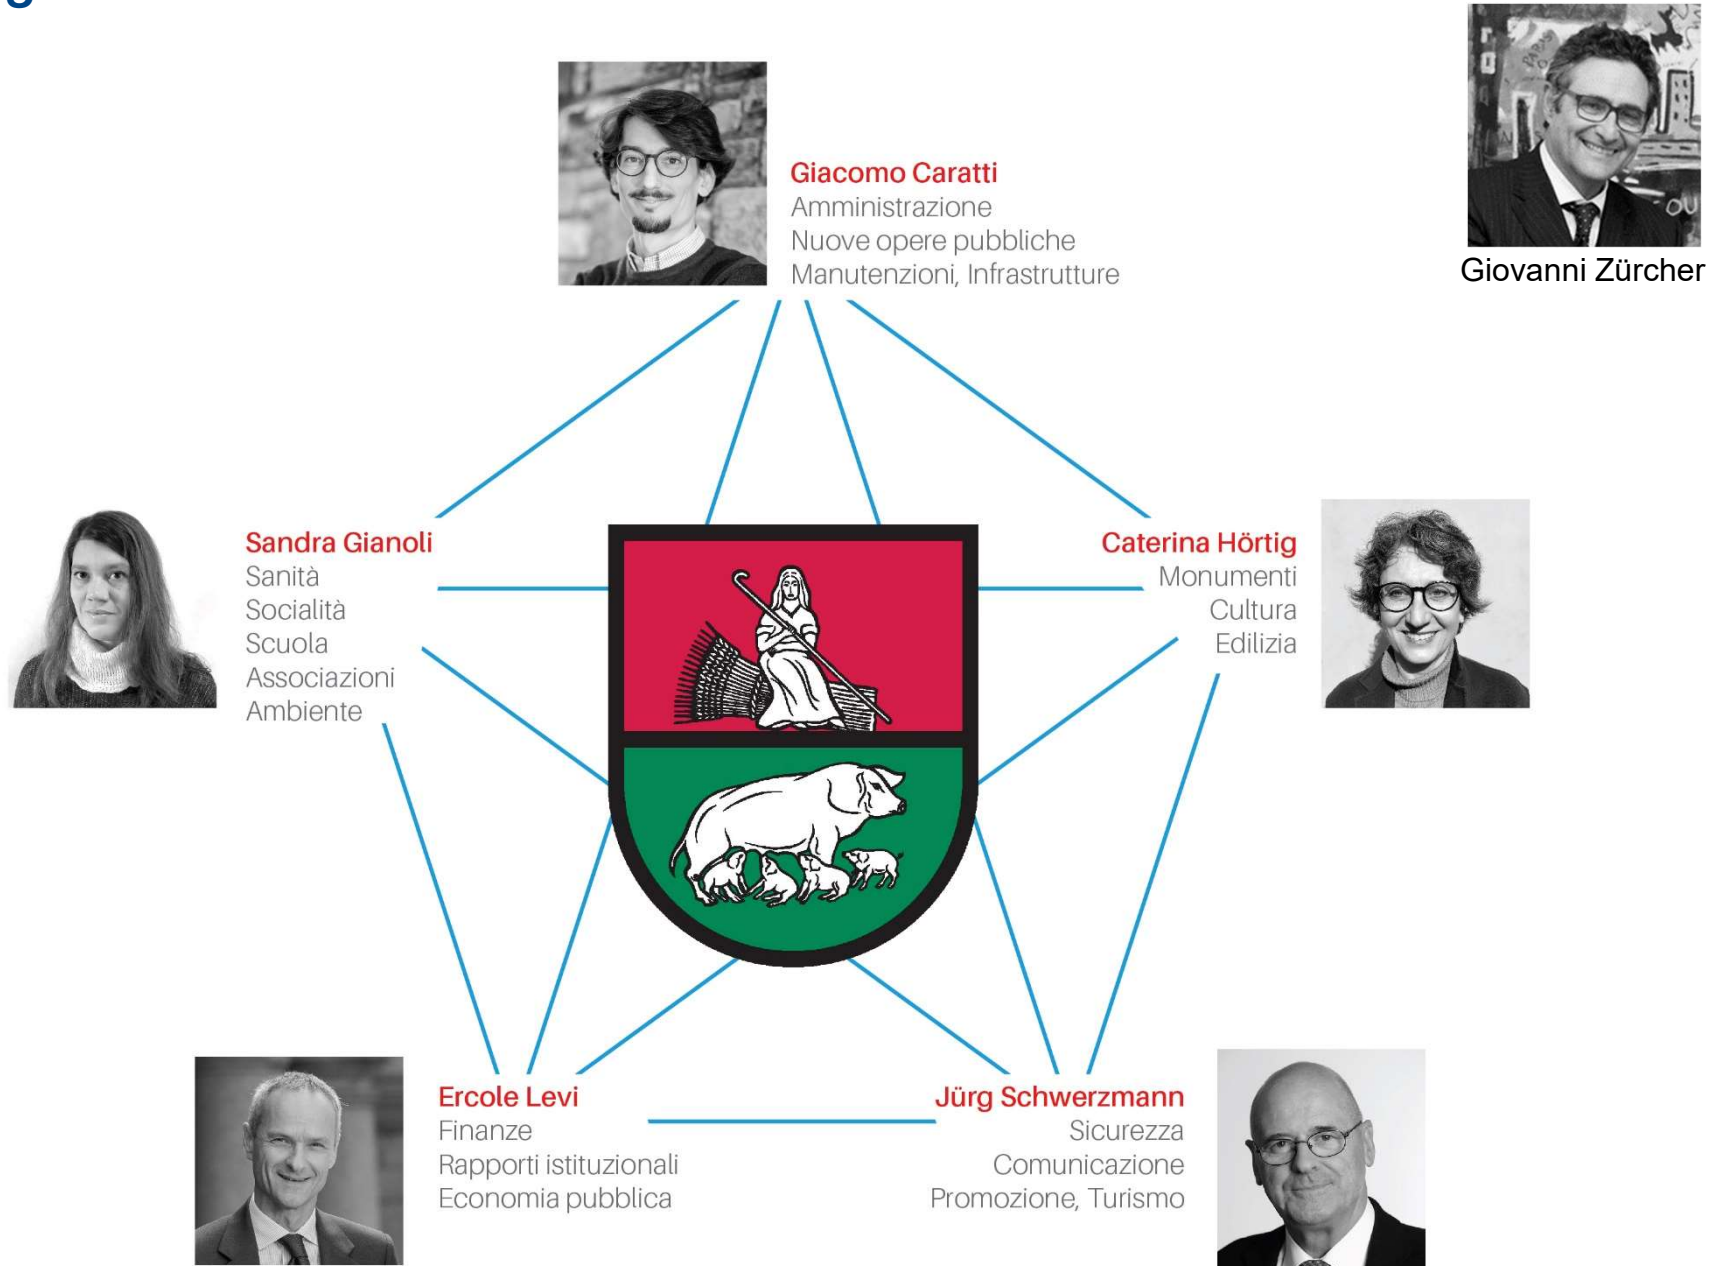 Giacomo Caratti
Amministrazione
Nuove opere pubbliche
Manutenzioni, Infrastrutture
Giovanni Zürcher
Sandra Gianoli
Sanità
Socialità
Scuola
Associazioni
Ambiente
Caterina Hörtig
Monumenti
Cultura
Edilizia
Ercole Levi
Finanze
Rapporti istituzionali
Economia pubblica
Jürg Schwerzmann
Sicurezza
Comunicazione
Promozione, Turismo